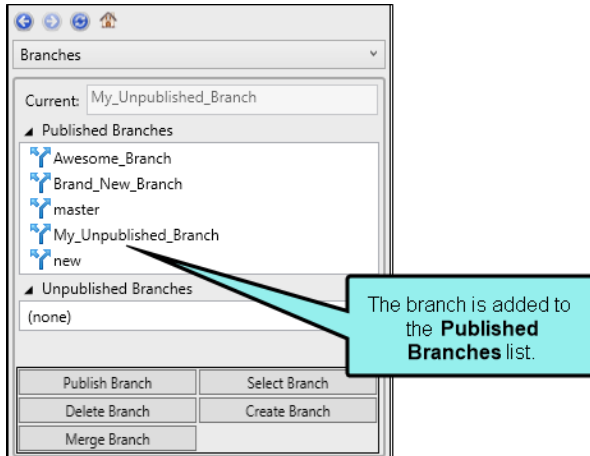 Branches
Current: My_Unpublished_Branch
Published Branches
Awesome_Branch
Brand_New_Branch
master
My_Unpublished_Branch
new
Unpublished Branches
(none)
The branch is added to
the Published
Branches list.
Publish Branch Select Branch
Delete Branch Create Branch
Merge Branch